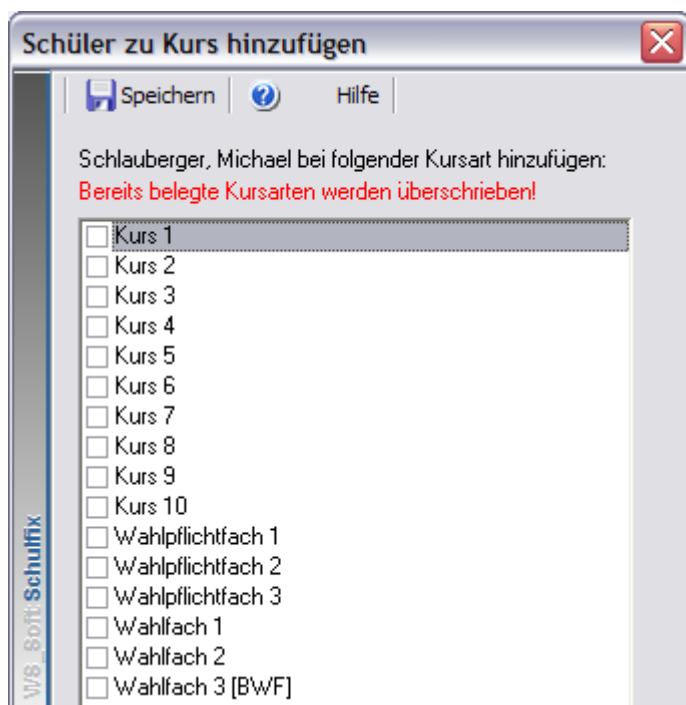 Schüler zu Kurs hinzufügen
Speichern
Hilfe
Schlauberger, Michael bei folgender Kursart hinzufügen:
Bereits belegte Kursarten werden überschrieben!
Kurs 1
Kurs 2
Kurs 3
Kurs 4
Kurs 5
Kurs 6
Kurs 7
Kurs 8
Kurs 9
Kurs 10
Wahlpflichtfach 1
Wahlpflichtfach 2
Wahlpflichtfach 3
Wahlfach 1
Wahlfach 2
Wahlfach 3 [BWF]
WS_Soft:Schulfix